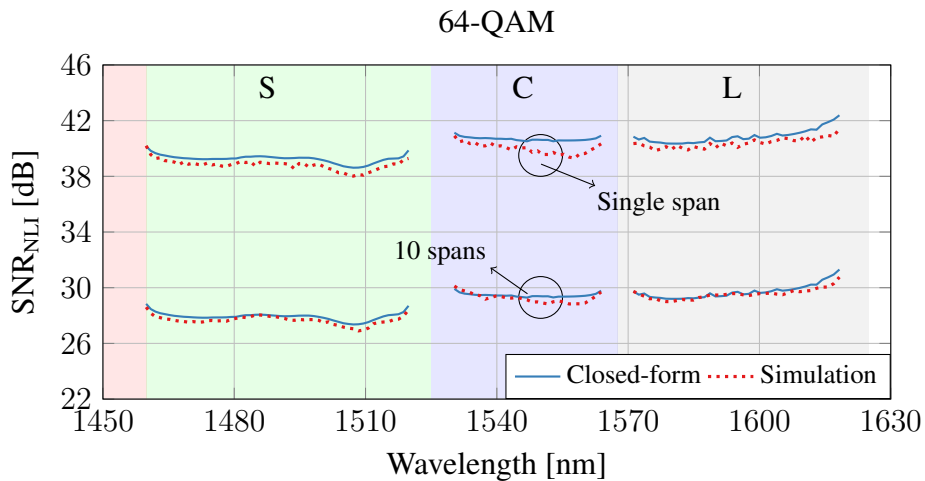 64-QAM
46
42
38
34
30
26
22
SNR_NLI [dB]
S
C
L
Single span
10 spans
Closed-form
Simulation
1450
1480
1510
1540
1570
1600
1630
Wavelength [nm]